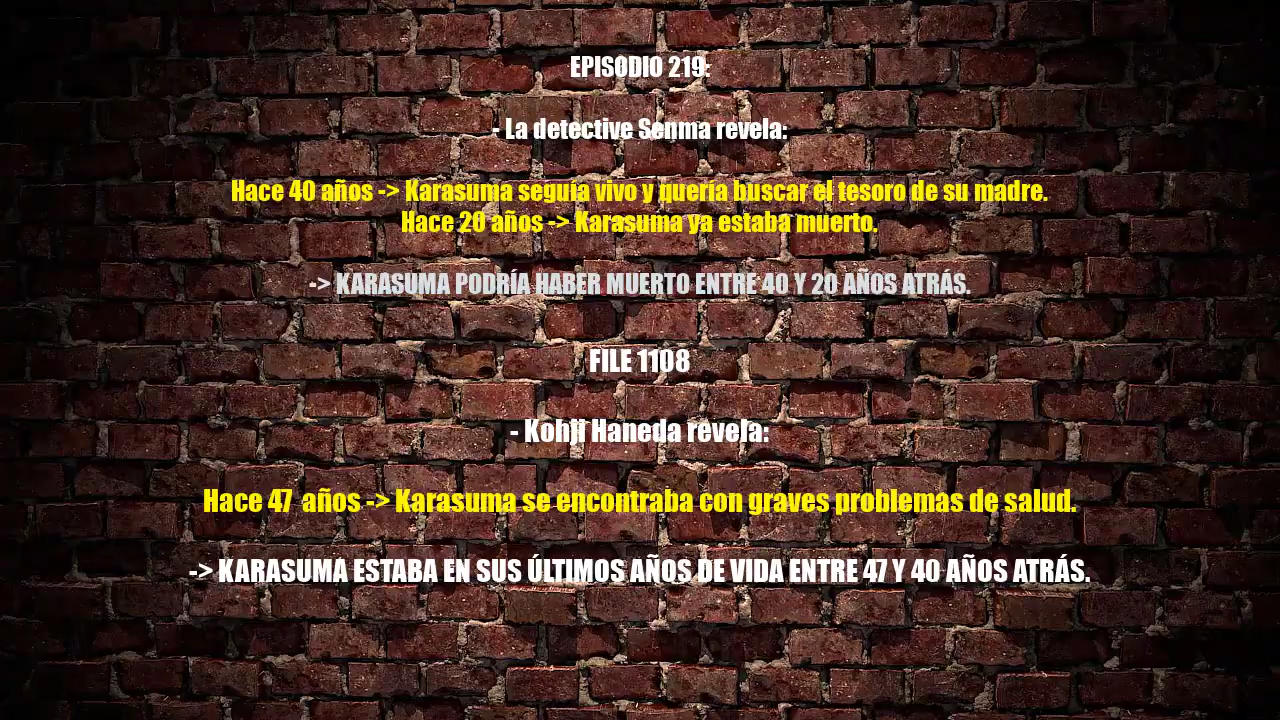 EPISODIO 219:
- La detective Senma revela:
Hace 40 años -> Karasuma seguía vivo y quería buscar el tesoro de su madre.
Hace 20 años -> Karasuma ya estaba muerto.
-> KARASUMA PODRÍA HABER MUERTO ENTRE 40 Y 20 AÑOS ATRÁS.
FILE 1108
- Kohji Haneda revela:
Hace 47 años -> Karasuma se encontraba con graves problemas de salud.
-> KARASUMA ESTABA EN SUS ÚLTIMOS AÑOS DE VIDA ENTRE 47 Y 40 AÑOS ATRÁS.